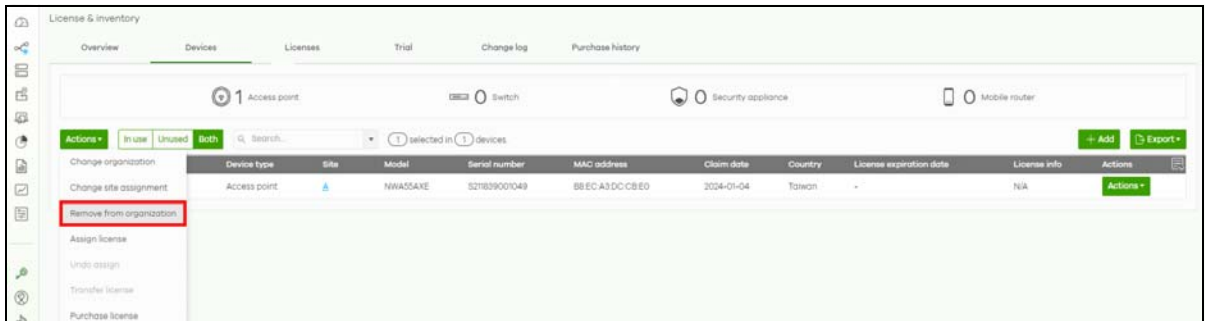 License & inventory
Overview Devices Licenses Trial Change log Purchase history
1 Access point 0 Switch 0 Security appliance 0 Mobile router
Actions In use Unused Both Search... 1 selected in 1 devices + Add Export
Device type Site Model Serial number MAC address Claim date Country License expiration date License info Actions
Access point A NWA55AXE S211839001049 B8:EC:A3:DC:CB:E0 2024-01-04 Taiwan - N/A Actions
Change organization
Change site assignment
Remove from organization
Assign license
Undo assign
Transfer license
Purchase license